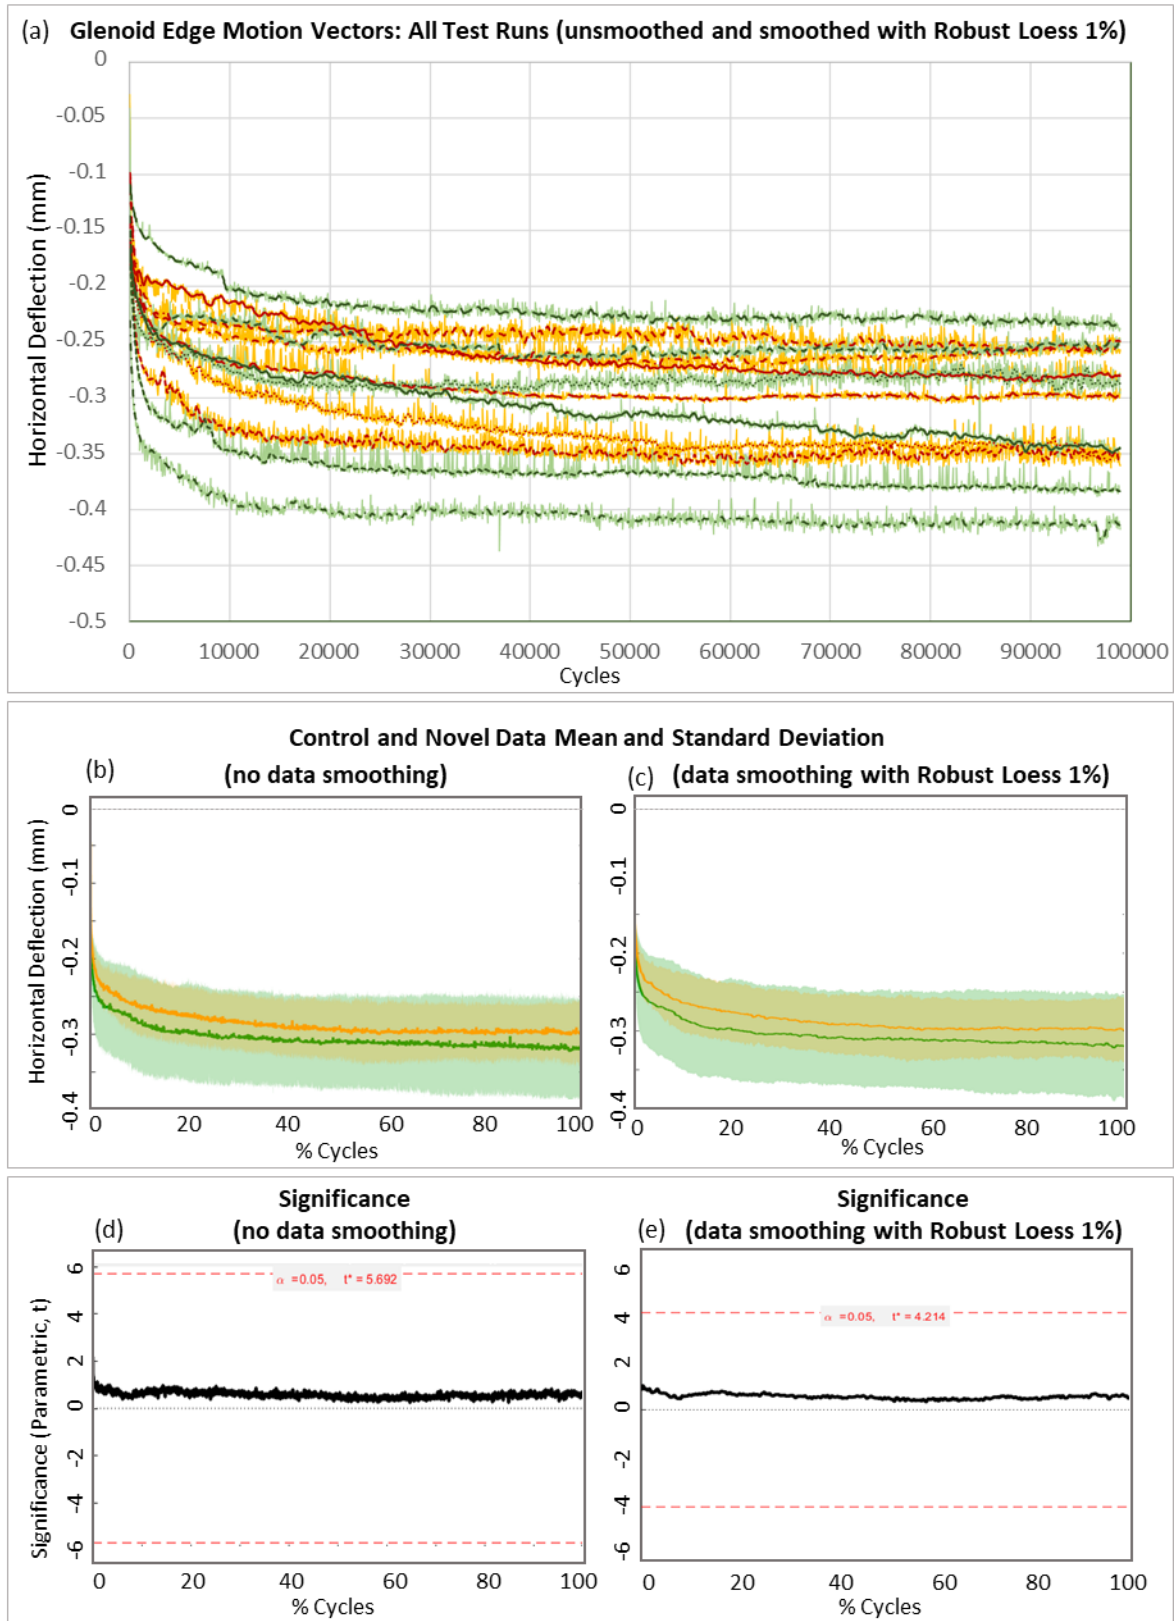 (a) Glenoid Edge Motion Vectors: All Test Runs (unsmoothed and smoothed with Robust Loess 1%)
Horizontal Deflection (mm)
0
-0.05
-0.1
-0.15
-0.2
-0.25
-0.3
-0.35
-0.4
-0.45
-0.5
0 10000 20000 30000 40000 50000 60000 70000 80000 90000 100000
Cycles
Control and Novel Data Mean and Standard Deviation
(b) (no data smoothing)
Horizontal Deflection (mm)
0
-0.1
-0.2
-0.3
-0.4
0 20 40 60 80 100
% Cycles
(c) (data smoothing with Robust Loess 1%)
0
-0.1
-0.2
-0.3
-0.4
0 20 40 60 80 100
% Cycles
Significance
(d) (no data smoothing)
Significance (Parametric, t)
6
4
2
0
-2
-4
-6
α =0.05, t* = 5.692
0 20 40 60 80 100
% Cycles
Significance
(e) (data smoothing with Robust Loess 1%)
6
4
2
0
-2
-4
-6
α =0.05, t* = 4.214
0 20 40 60 80 100
% Cycles